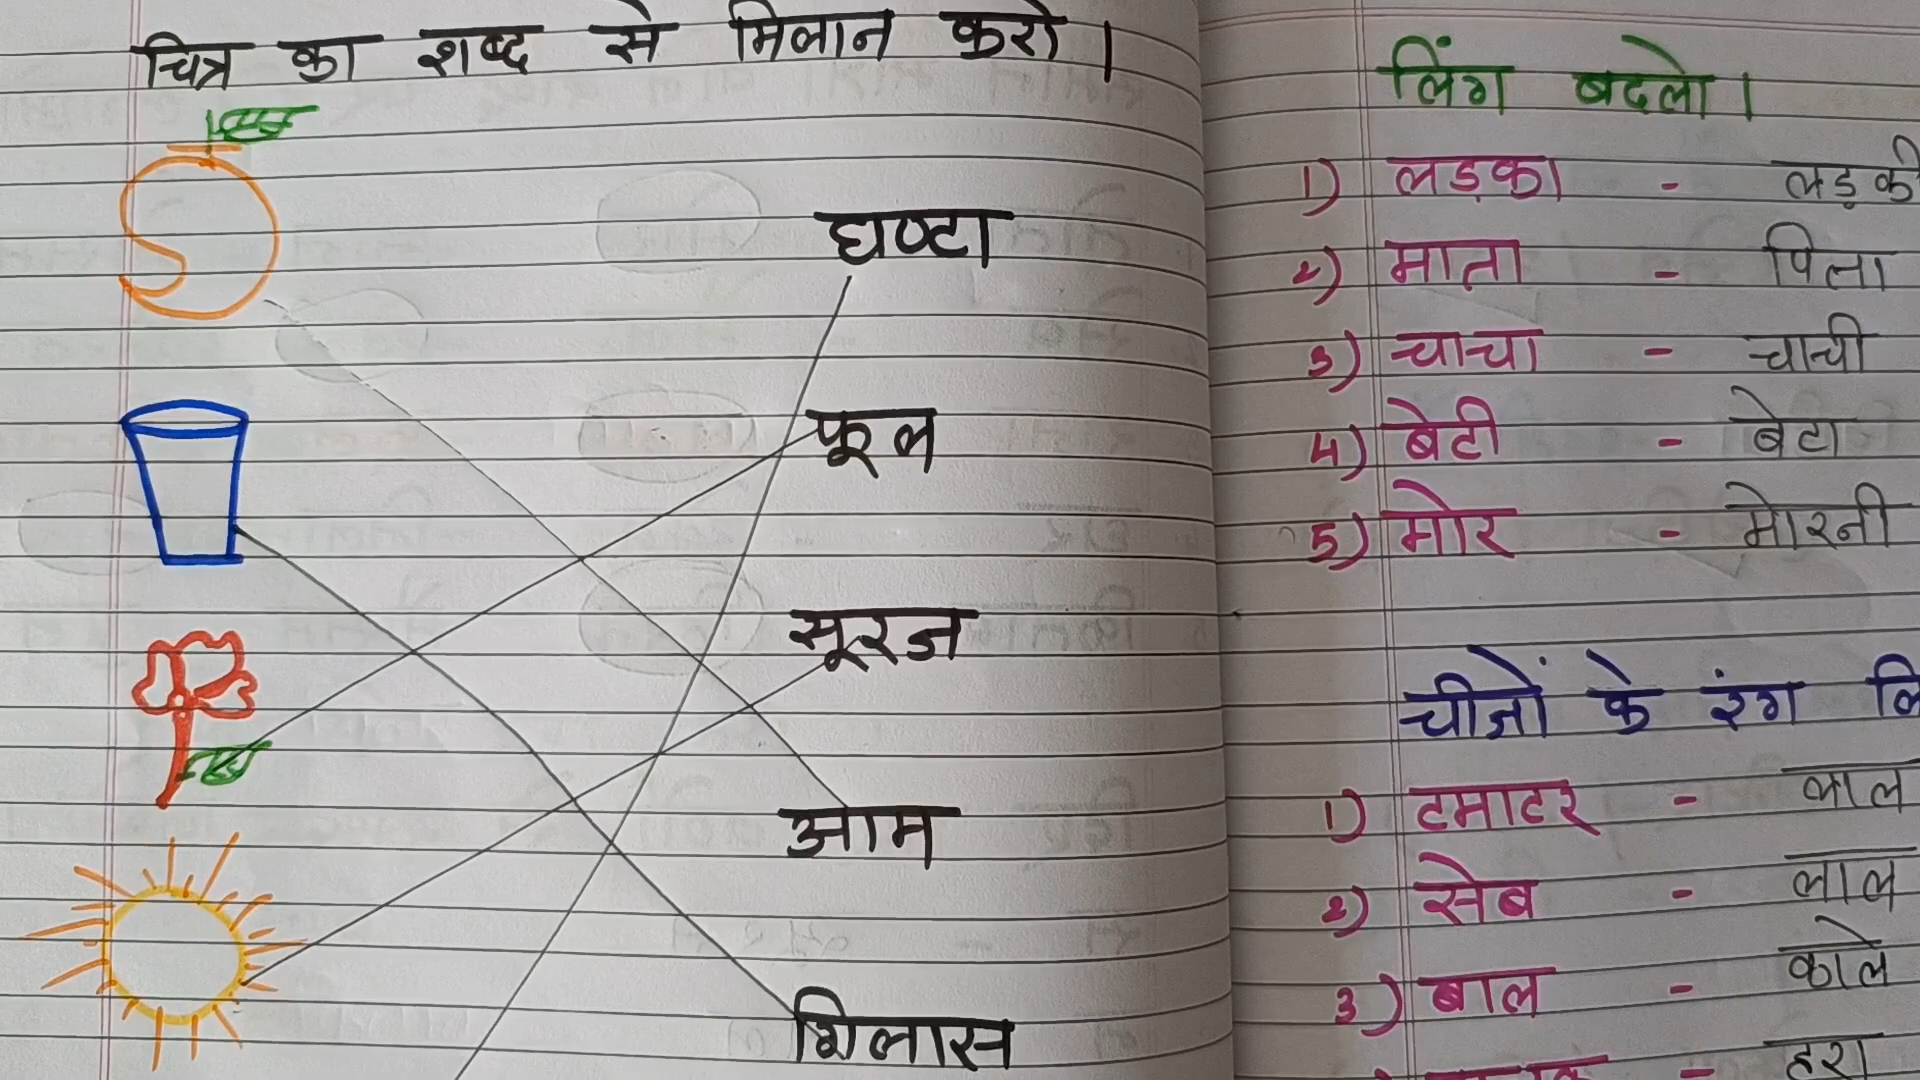 चित्र का शब्द से मिलान करो।
घण्टा
फूल
सूरज
आम
गिलास
लिंग बदलो।
1) लड़का - लड़की
2) माता - पिता
3) चाचा - चाची
4) बेटी - बेटा
5) मोर - मोरनी
चीजों के रंग लि
1) टमाटर - लाल
2) सेब - लाल
3) बाल - काले
- हरा